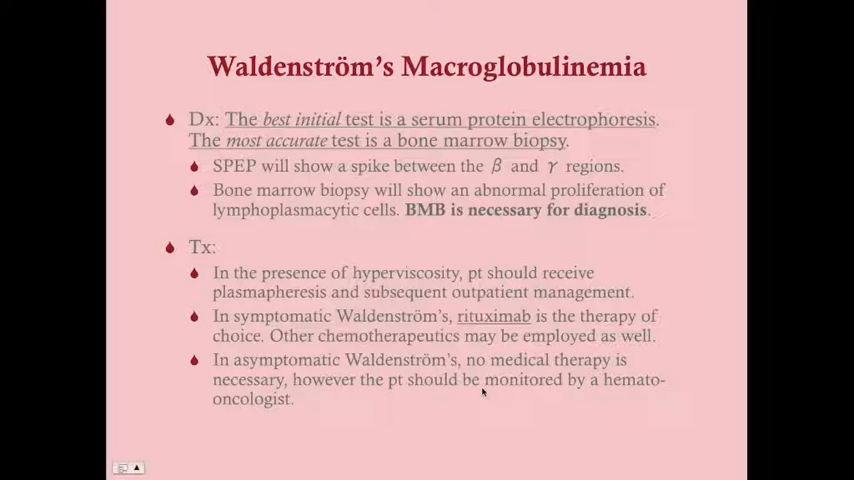 Waldenström's Macroglobulinemia
Dx: The best initial test is a serum protein electrophoresis.
The most accurate test is a bone marrow biopsy.
SPEP will show a spike between the β and γ regions.
Bone marrow biopsy will show an abnormal proliferation of
lymphoplasmacytic cells. BMB is necessary for diagnosis.
Tx:
In the presence of hyperviscosity, pt should receive
plasmapheresis and subsequent outpatient management.
In symptomatic Waldenström's, rituximab is the therapy of
choice. Other chemotherapeutics may be employed as well.
In asymptomatic Waldenström's, no medical therapy is
necessary, however the pt should be monitored by a hemato-
oncologist.